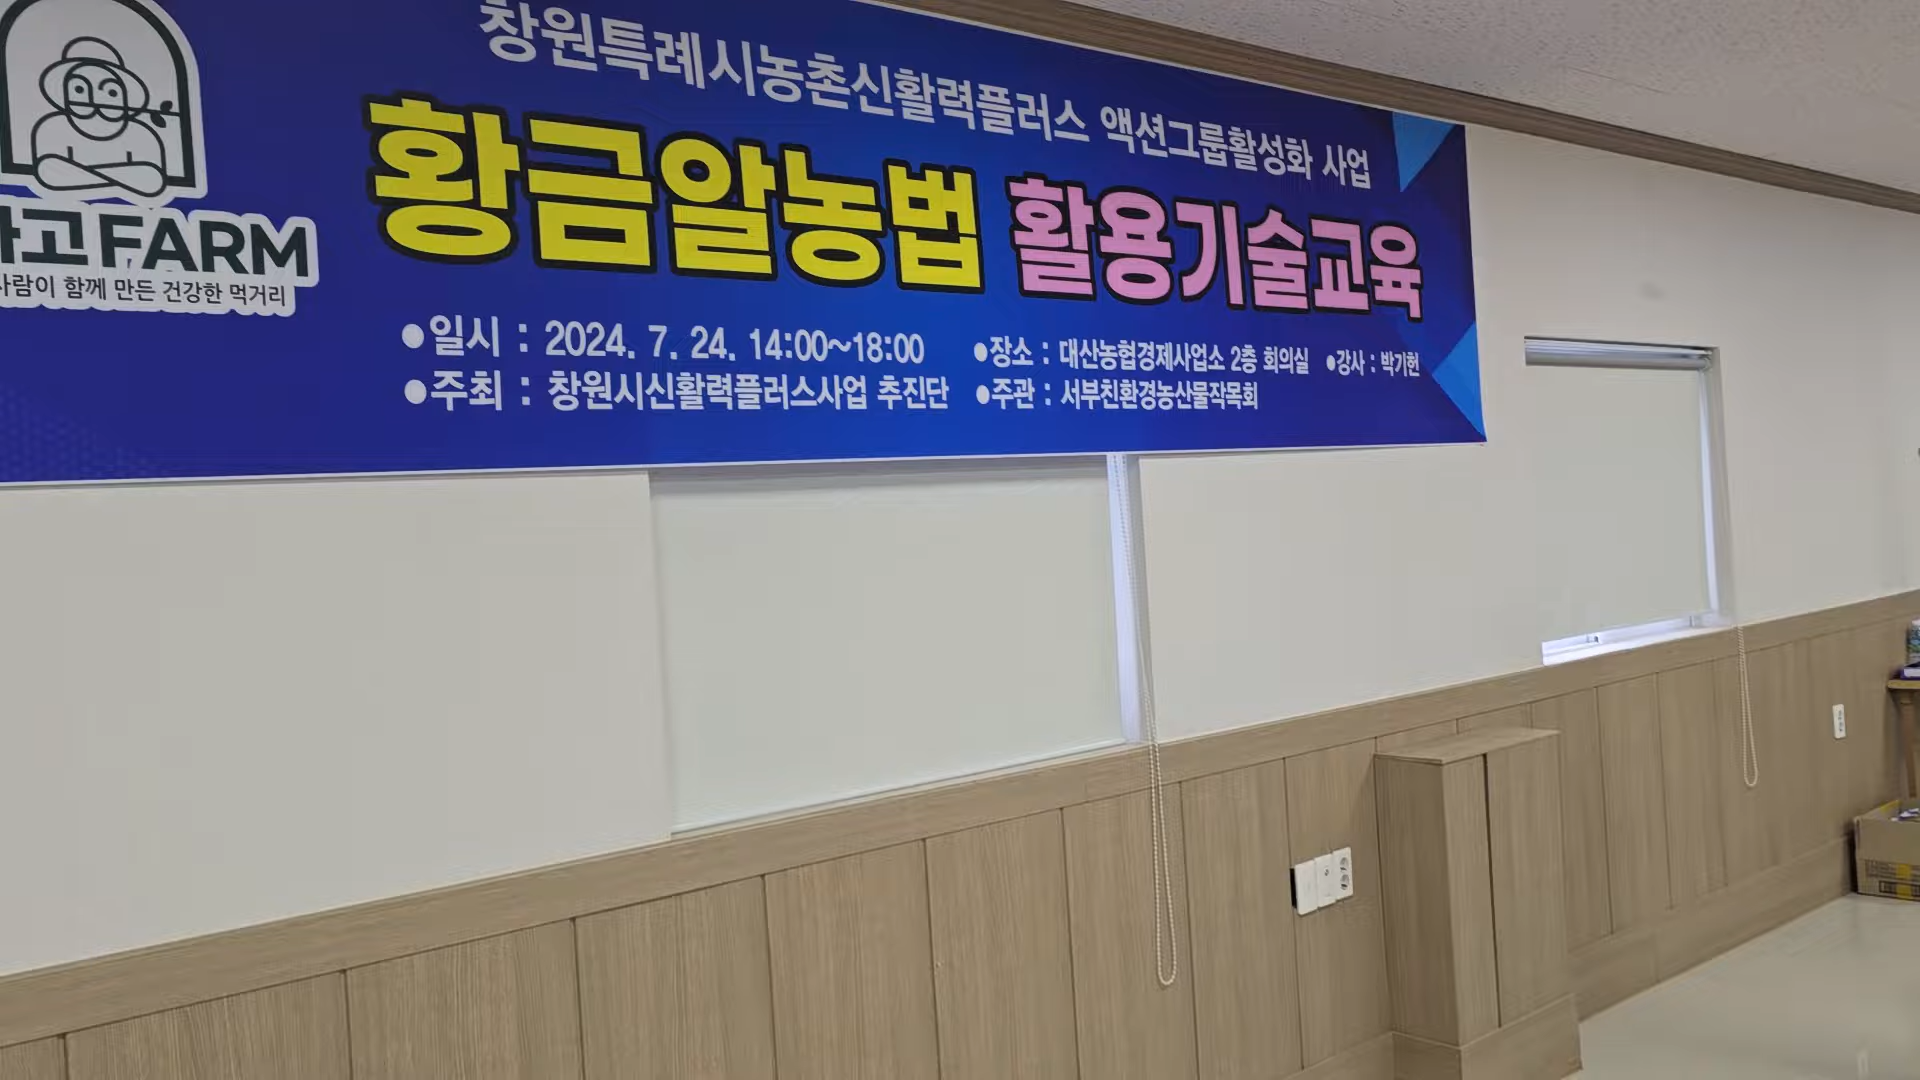 창원특례시농촌신활력플러스 액션그룹활성화 사업
황금알농법 활용기술교육
고FARM
사람이 함께 만든 건강한 먹거리
●일시 : 2024. 7. 24. 14:00~18:00 ●장소 : 대산농협경제사업소 2층 회의실 ●강사 : 박기헌
●주최 : 창원시신활력플러스사업 추진단 ●주관 : 서부친환경농산물작목회